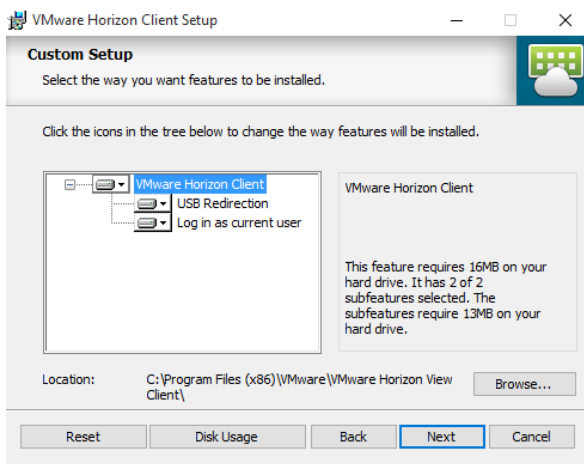 VMware Horizon Client Setup
Custom Setup
Select the way you want features to be installed.
Click the icons in the tree below to change the way features will be installed.
VMware Horizon Client
USB Redirection
Log in as current user
VMware Horizon Client
This feature requires 16MB on your
hard drive. It has 2 of 2
subfeatures selected. The
subfeatures require 13MB on your
hard drive.
Location:
C:\Program Files (x86)\VMware\VMware Horizon View
Client\
Browse...
Reset
Disk Usage
Back
Next
Cancel